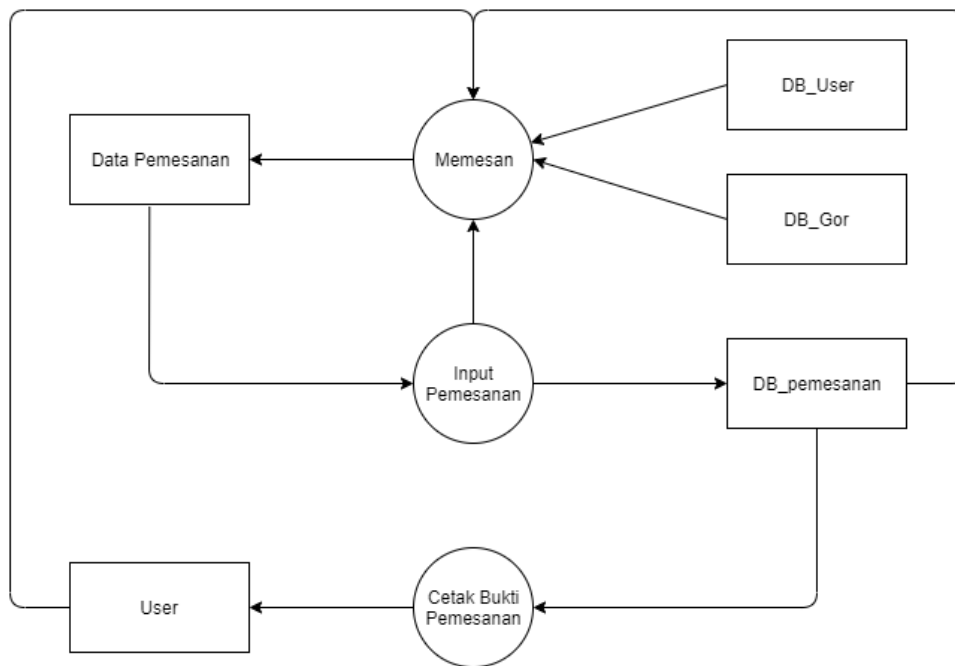 DB_User
Data Pemesanan
Memesan
DB_Gor
Input
Pemesanan
DB_pemesanan
User
Cetak Bukti
Pemesanan